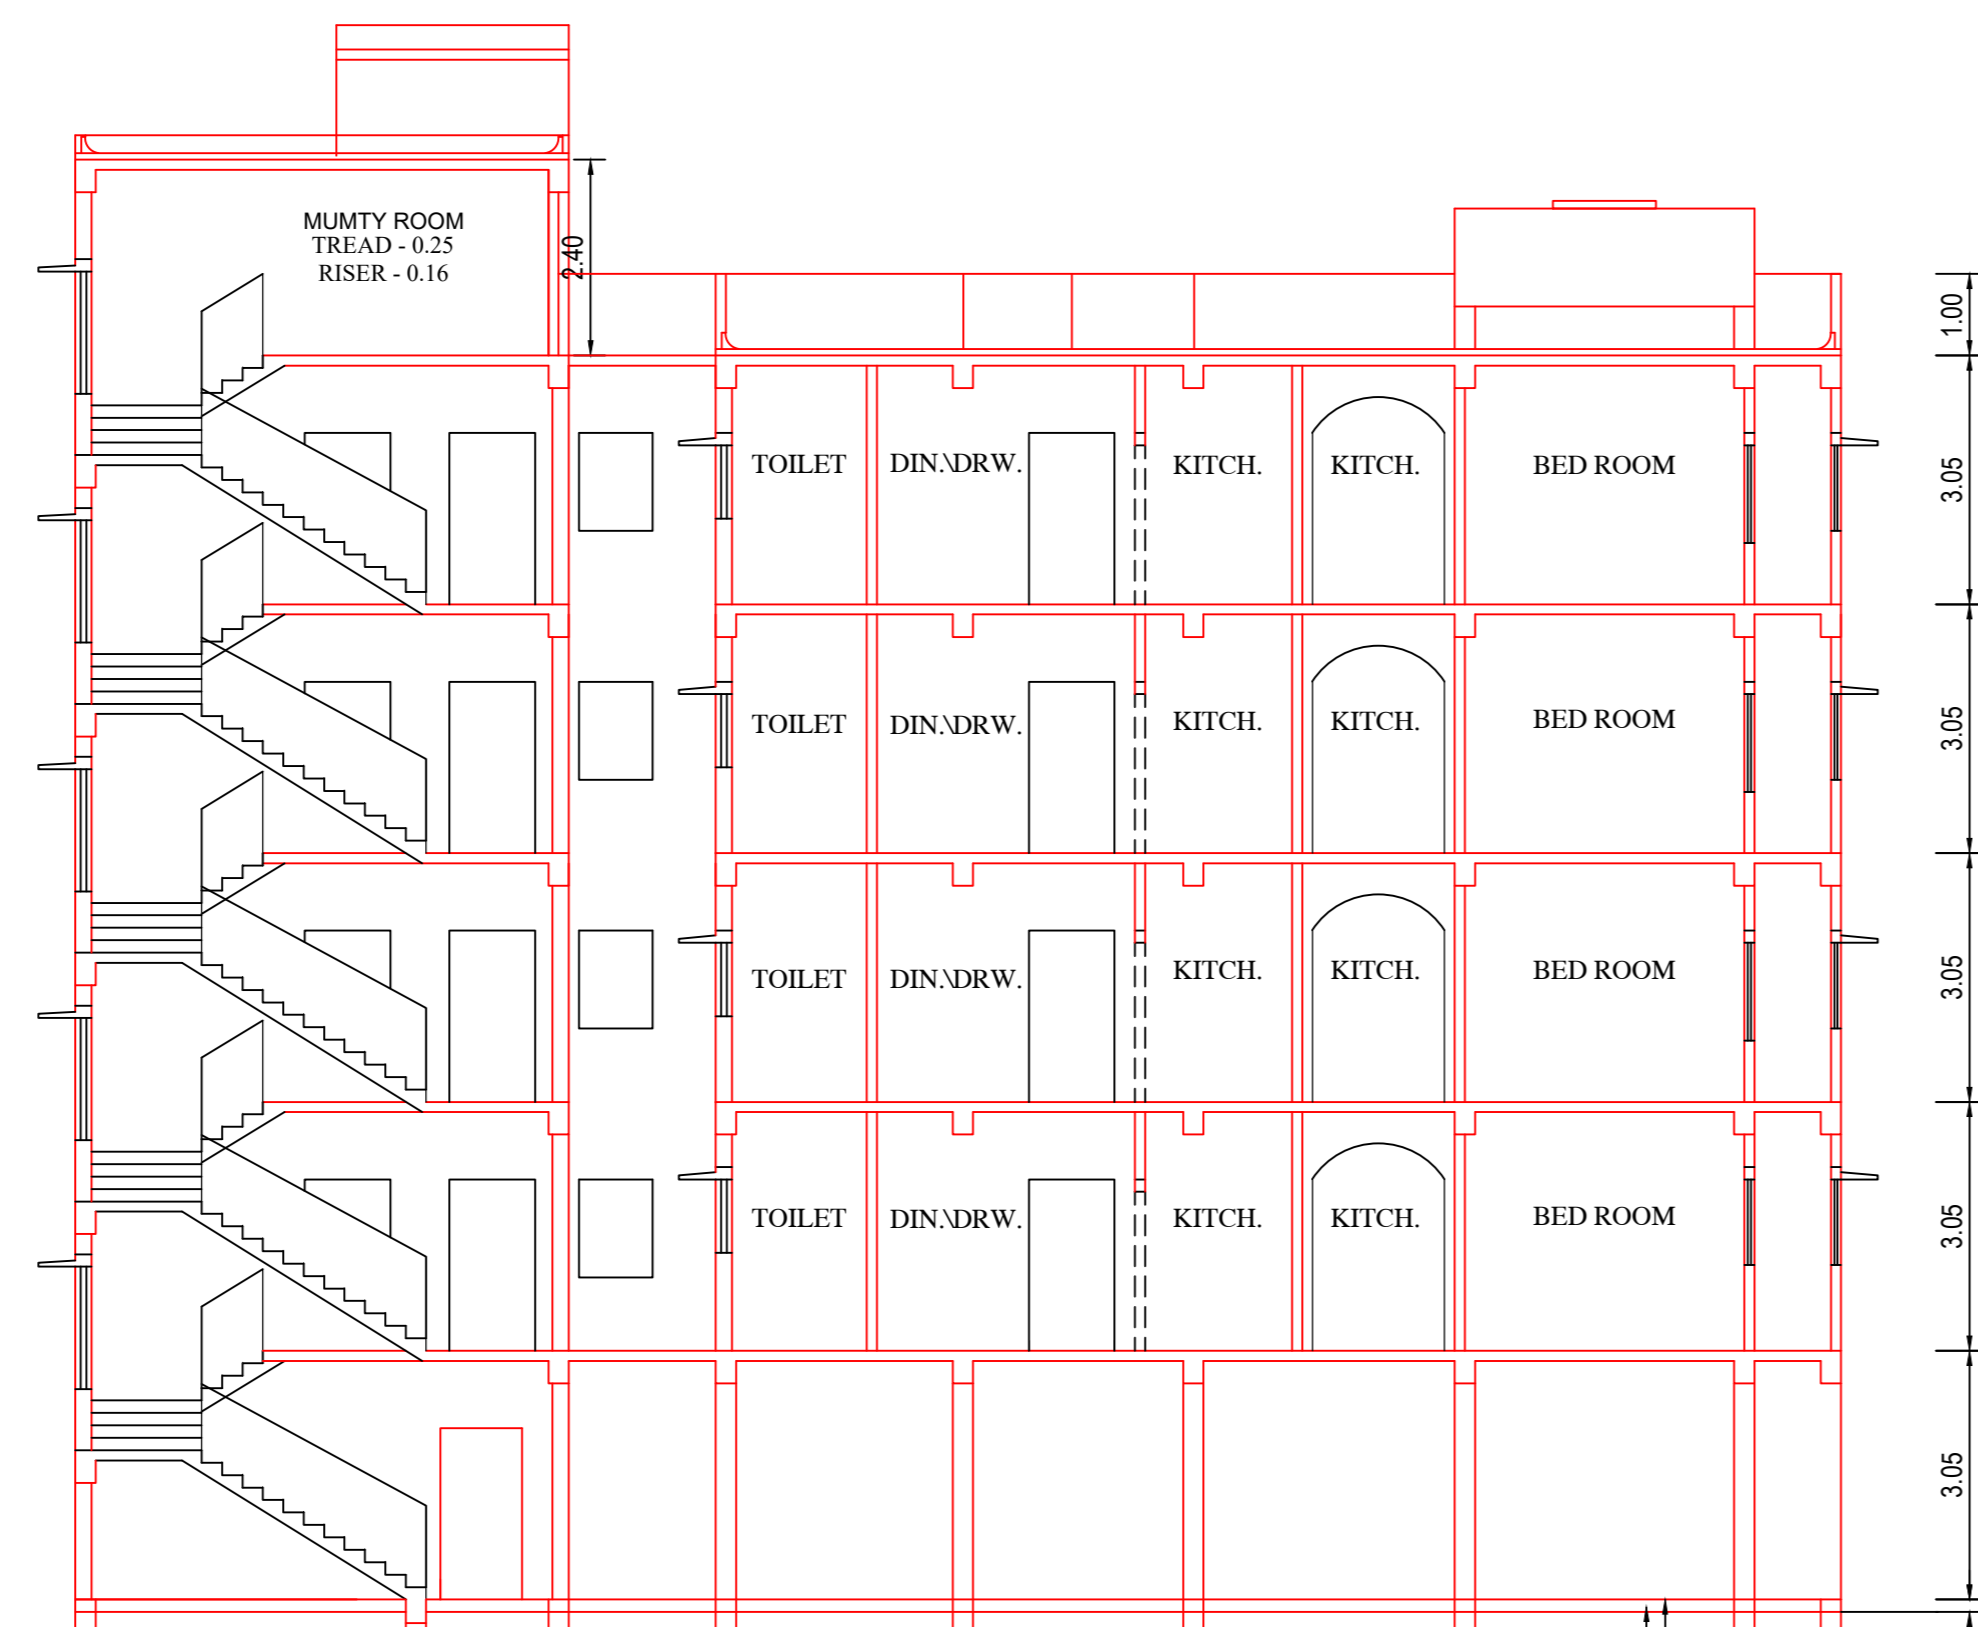 MUMTY ROOM
TREAD - 0.25
RISER - 0.16
2.40
1.00
TOILET DIN.\DRW. KITCH. KITCH. BED ROOM
3.05
TOILET DIN.\DRW. KITCH. KITCH. BED ROOM
3.05
TOILET DIN.\DRW. KITCH. KITCH. BED ROOM
3.05
TOILET DIN.\DRW. KITCH. KITCH. BED ROOM
3.05
3.05